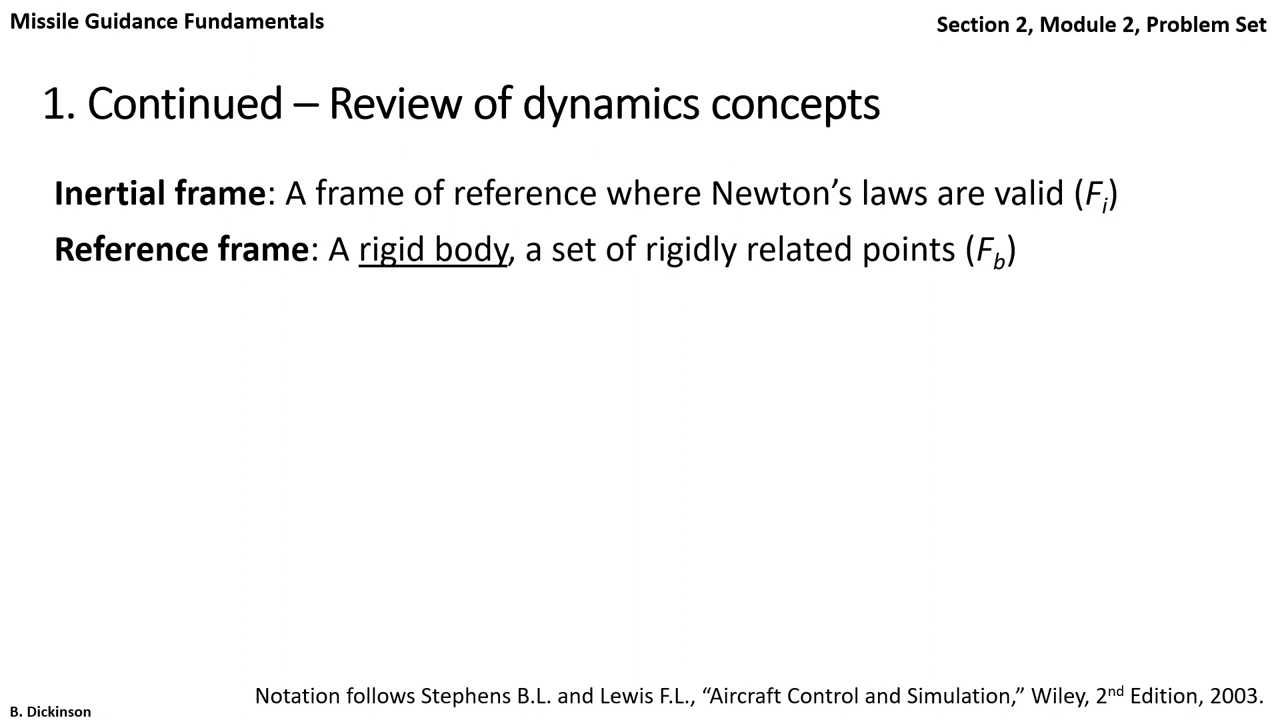 Missile Guidance Fundamentals
Section 2, Module 2, Problem Set
1. Continued – Review of dynamics concepts
Inertial frame: A frame of reference where Newton’s laws are valid (Fi)
Reference frame: A rigid body, a set of rigidly related points (Fb)
Notation follows Stephens B.L. and Lewis F.L., “Aircraft Control and Simulation,” Wiley, 2nd Edition, 2003.
B. Dickinson